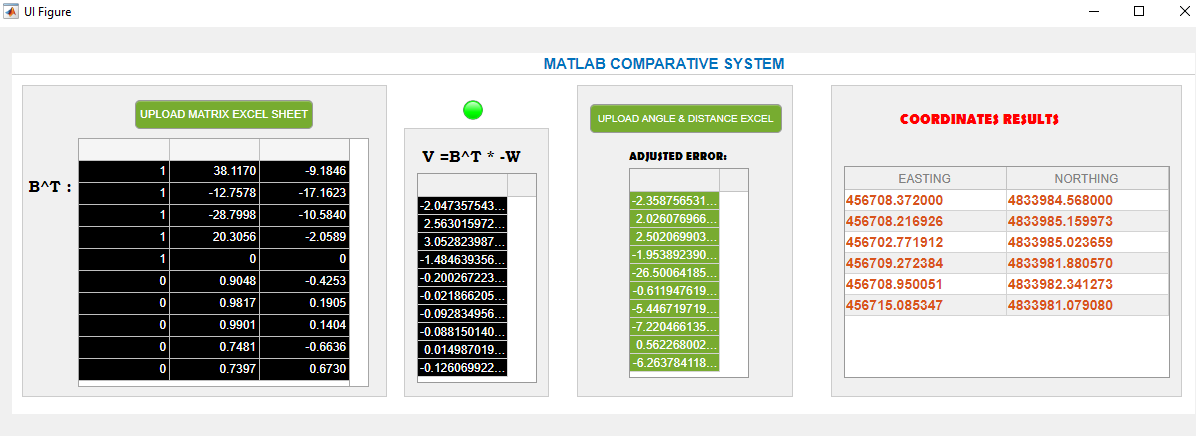 UI Figure
MATLAB COMPARATIVE SYSTEM
UPLOAD MATRIX EXCEL SHEET
B^T :
1 38.1170 -9.1846
1 -12.7578 -17.1623
1 -28.7998 -10.5840
1 20.3056 -2.0589
1 0 0
0 0.9048 -0.4253
0 0.9817 0.1905
0 0.9901 0.1404
0 0.7481 -0.6636
0 0.7397 0.6730
V =B^T * -W
-2.047357543...
2.563015972...
3.052823987...
-1.484639356...
-0.200267223...
-0.021866205...
-0.092834956...
-0.088150140...
0.014987019...
-0.126069922...
UPLOAD ANGLE & DISTANCE EXCEL
ADJUSTED ERROR:
-2.358756531...
2.026076966...
2.502069903...
-1.953892390...
-26.50064185...
-0.611947619...
-5.446719719...
-7.220466135...
0.562268002...
-6.263784118...
COORDINATES RESULTS
EASTING NORTHING
456708.372000 4833984.568000
456708.216926 4833985.159973
456702.771912 4833985.023659
456709.272384 4833981.880570
456708.950051 4833982.341273
456715.085347 4833981.079080